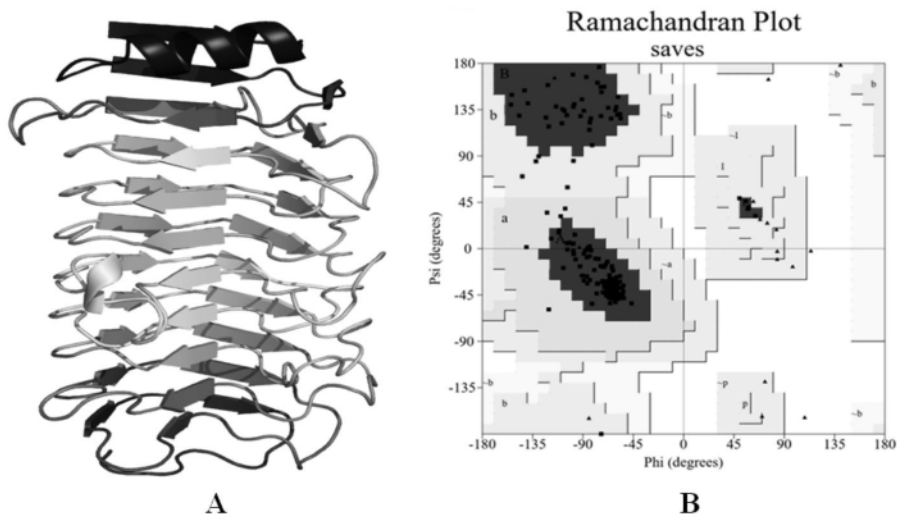 Ramachandran Plot
saves
B
~b
b
b
~b
~l
l
a
~a
~b
b
~p
p
~b
180
135
90
45
0
-45
-90
-135
Psi (degrees)
-180 -135 -90 -45 0 45 90 135 180
Phi (degrees)
A
B